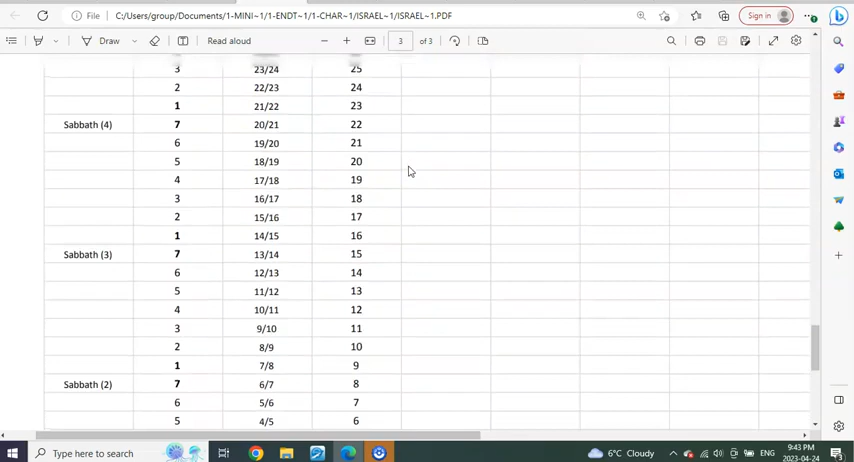 File C:/Users/group/Documents/1-MINI~1/1-ENDT~1/1-CHAR~1/ISRAEL~1/ISRAEL~1.PDF Sign in
Draw Read aloud 3 of 3
3 23/24 25
2 22/23 24
1 21/22 23
Sabbath (4) 7 20/21 22
6 19/20 21
5 18/19 20
4 17/18 19
3 16/17 18
2 15/16 17
1 14/15 16
Sabbath (3) 7 13/14 15
6 12/13 14
5 11/12 13
4 10/11 12
3 9/10 11
2 8/9 10
1 7/8 9
Sabbath (2) 7 6/7 8
6 5/6 7
5 4/5 6
Type here to search 6°C Cloudy ENG 9:43 PM
2023-04-24 3